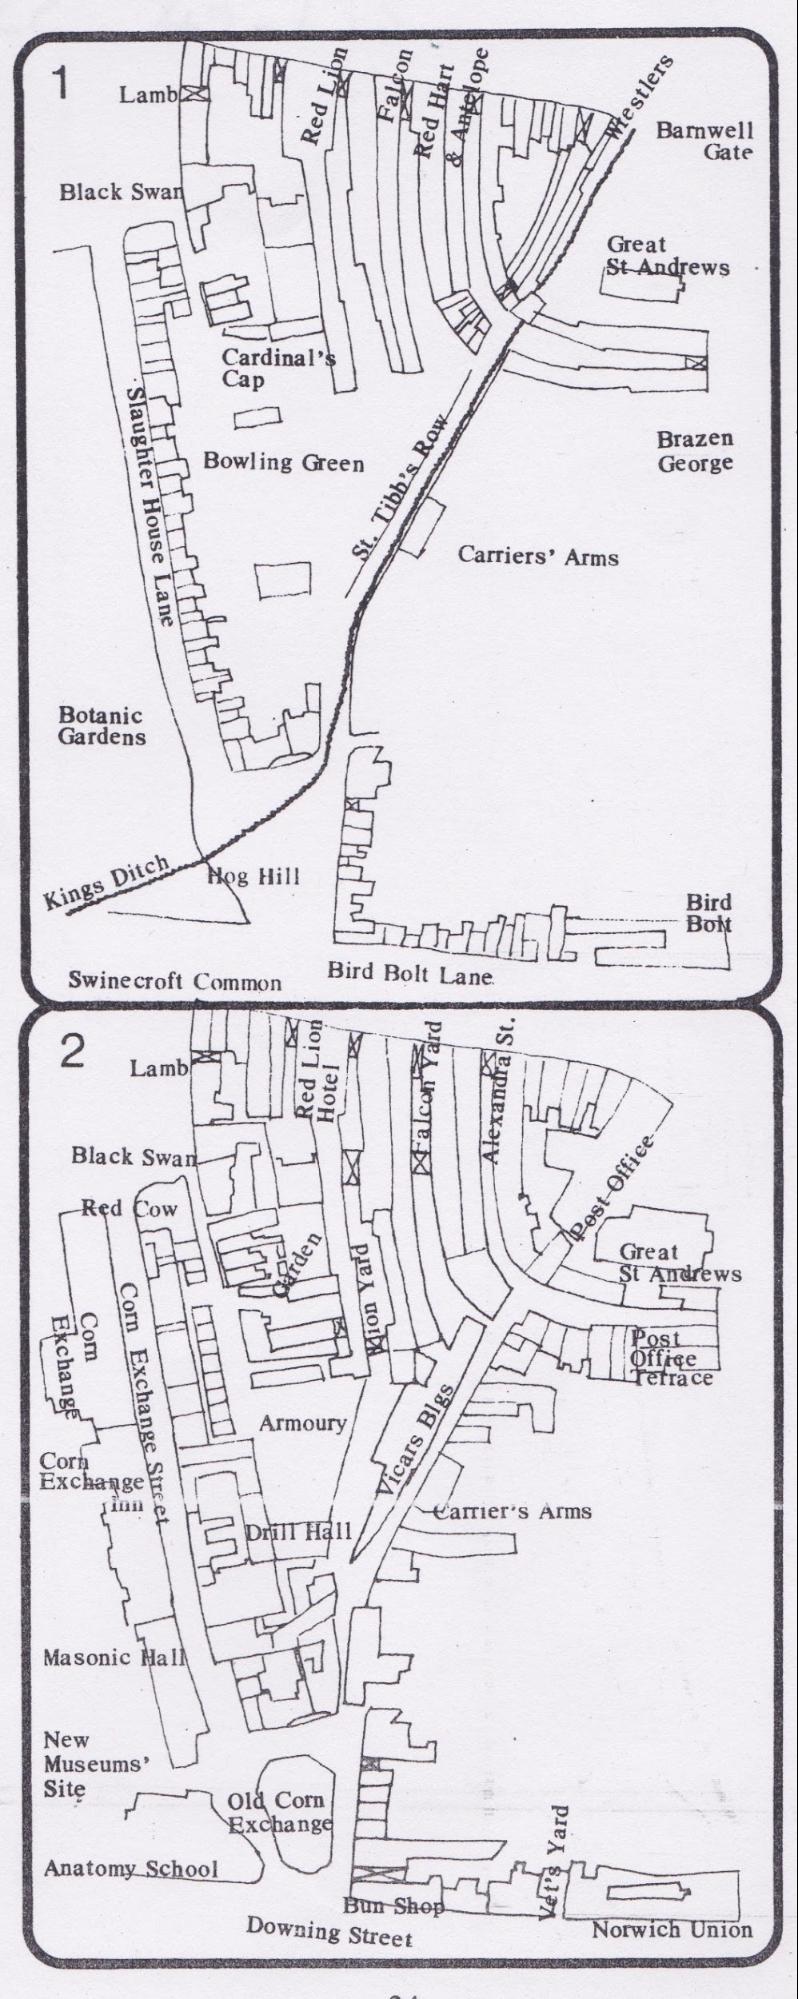 1
Lamb
Red Lion
Falcon
Red Hart
& Antelope
Wrestlers
Barnwell
Gate
Black Swan
Great
St Andrews
Cardinal's
Cap
Slaughter House Lane
Bowling Green
St. Tibb's Row
Brazen
George
Carriers' Arms
Botanic
Gardens
Kings Ditch
Hog Hill
Bird
Bolt
Swinecroft Common
Bird Bolt Lane
2
Lamb
Red Lion
Hotel
Falcon Yard
Alexandra St.
Black Swan
Post Office
Red Cow
Garden
Lion Yard
Great
St Andrews
Corn
Exchange
Corn Exchange Street
Post
Office
Terrace
Vicars Blgs
Armoury
Corn
Exchange
Inn
Carrier's Arms
Drill Hall
Masonic Hall
New
Museums'
Site
Old Corn
Exchange
Anatomy School
Vet's Yard
Bun Shop
Downing Street
Norwich Union